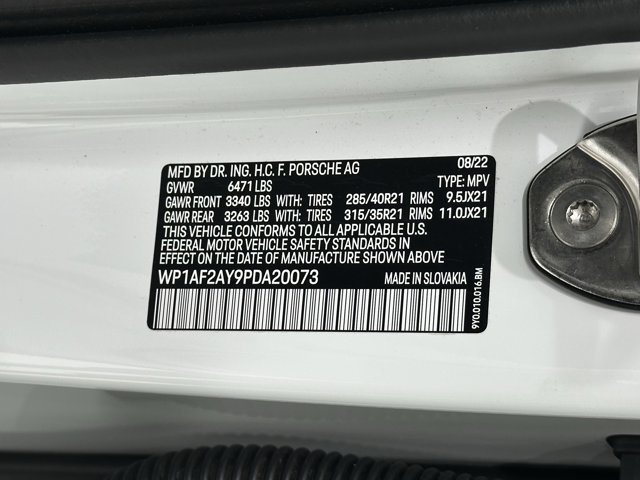 MFD BY DR. ING. H.C. F. PORSCHE AG 08/22
GVWR 6471 LBS TYPE: MPV
GAWR FRONT 3340 LBS WITH: TIRES 285/40R21 RIMS 9.5JX21
GAWR REAR 3263 LBS WITH: TIRES 315/35R21 RIMS 11.0JX21
THIS VEHICLE CONFORMS TO ALL APPLICABLE U.S.
FEDERAL MOTOR VEHICLE SAFETY STANDARDS IN
EFFECT ON THE DATE OF MANUFACTURE SHOWN ABOVE
WP1AF2AY9PDA20073 MADE IN SLOVAKIA
9Y0.010.016.BM